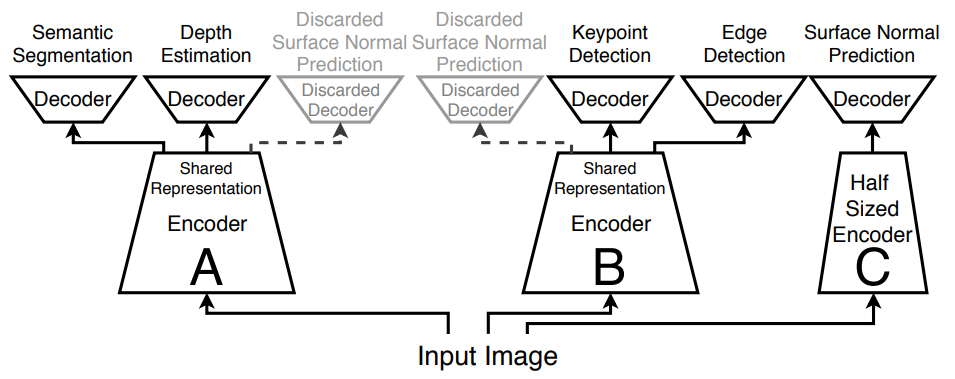 Semantic
Segmentation
Depth
Estimation
Discarded
Surface Normal
Prediction
Discarded
Surface Normal
Prediction
Keypoint
Detection
Edge
Detection
Surface Normal
Prediction
Decoder
Decoder
Discarded
Decoder
Discarded
Decoder
Decoder
Decoder
Decoder
Shared
Representation
Encoder
A
Shared
Representation
Encoder
B
Half
Sized
Encoder
C
Input Image